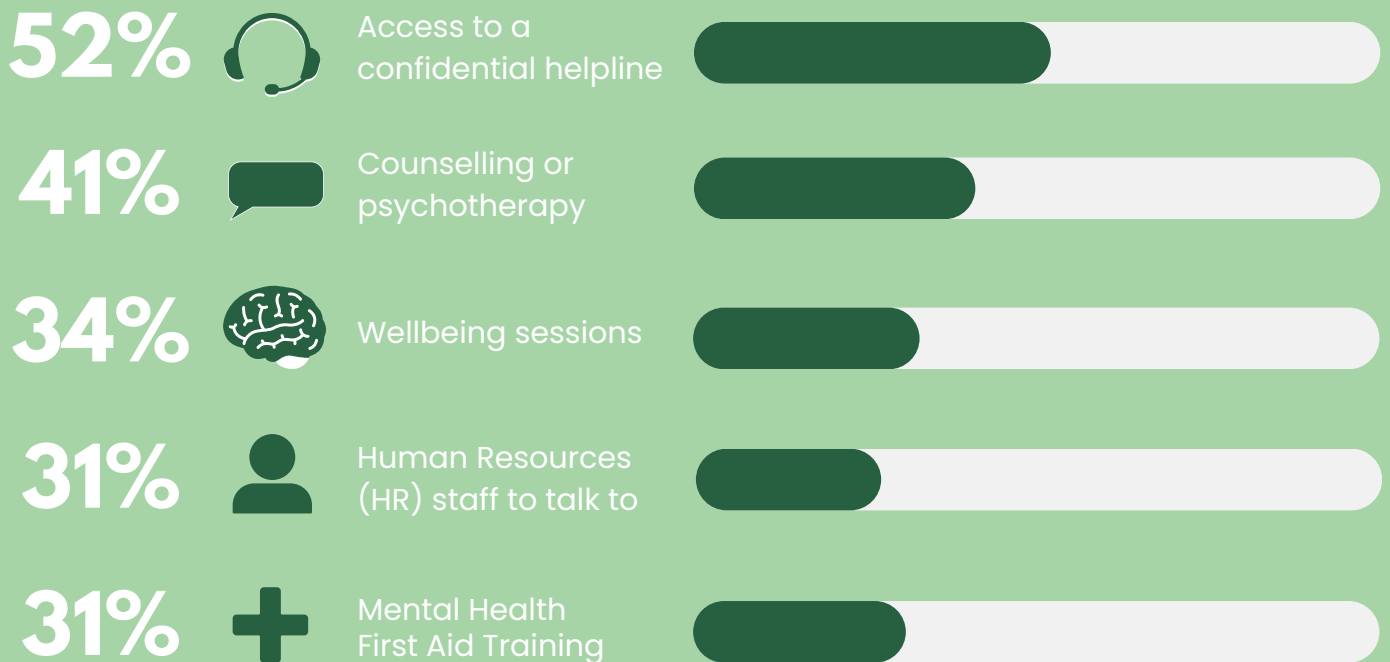 52%
Access to a
confidential helpline
41%
Counselling or
psychotherapy
34%
Wellbeing sessions
31%
Human Resources
(HR) staff to talk to
31%
Mental Health
First Aid Training